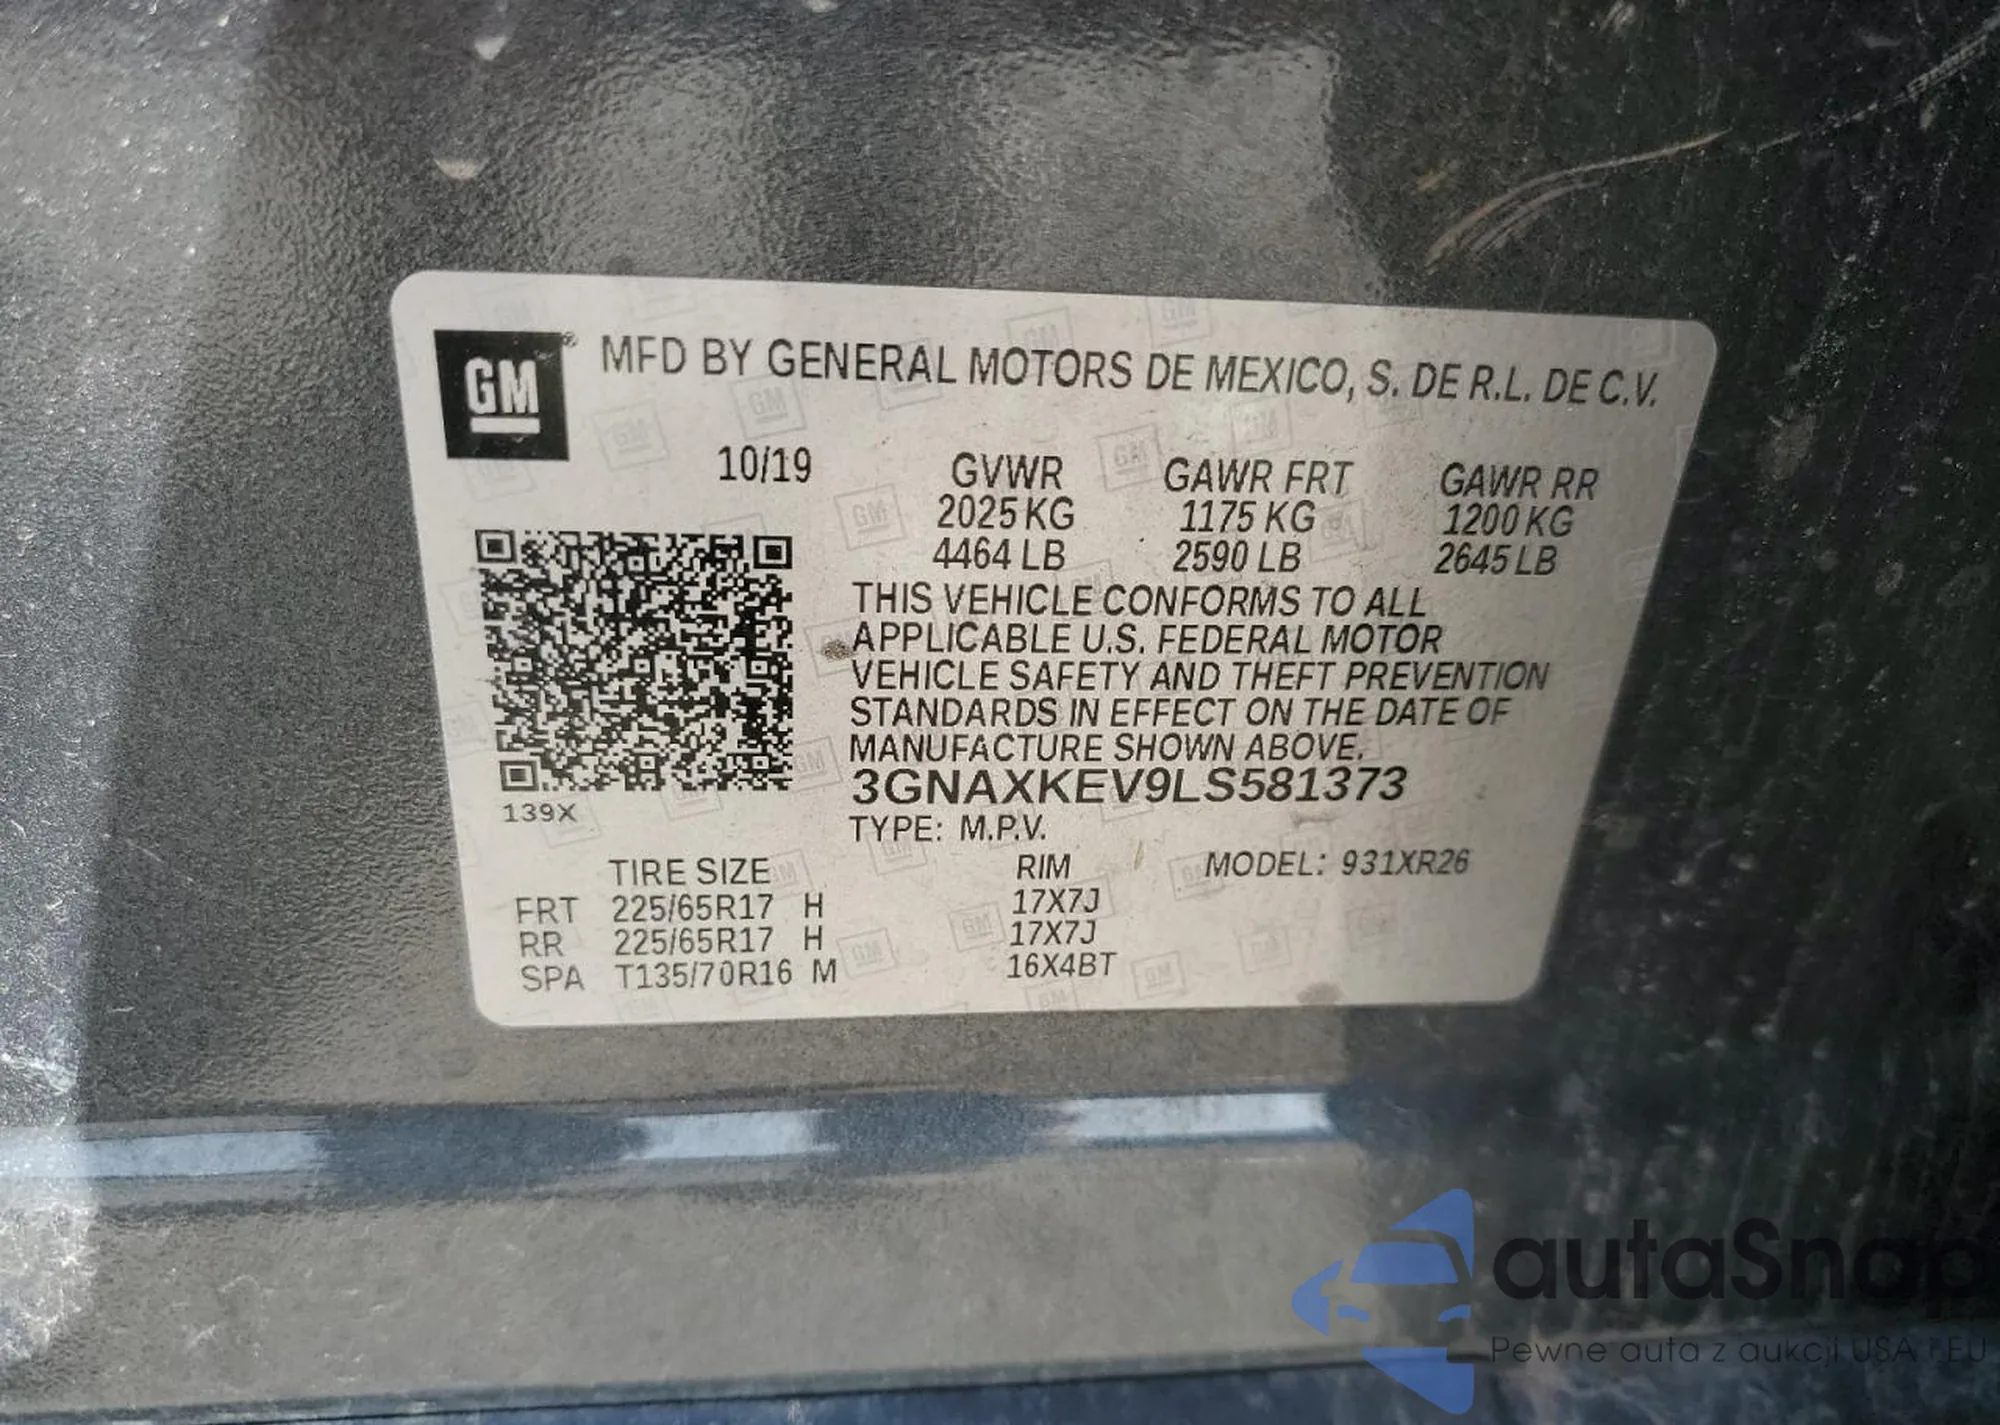 GM® MFD BY GENERAL MOTORS DE MEXICO, S. DE R.L. DE C.V.
10/19 GVWR GAWR FRT GAWR RR
2025 KG 1175 KG 1200 KG
4464 LB 2590 LB 2645 LB
THIS VEHICLE CONFORMS TO ALL
APPLICABLE U.S. FEDERAL MOTOR
VEHICLE SAFETY AND THEFT PREVENTION
STANDARDS IN EFFECT ON THE DATE OF
MANUFACTURE SHOWN ABOVE.
3GNAXKEV9LS581373
139X
TYPE: M.P.V.
TIRE SIZE RIM MODEL: 931XR26
FRT 225/65R17 H 17X7J
RR 225/65R17 H 17X7J
SPA T135/70R16 M 16X4BT
autaSnap
Pewne auta z aukcji USA i EU